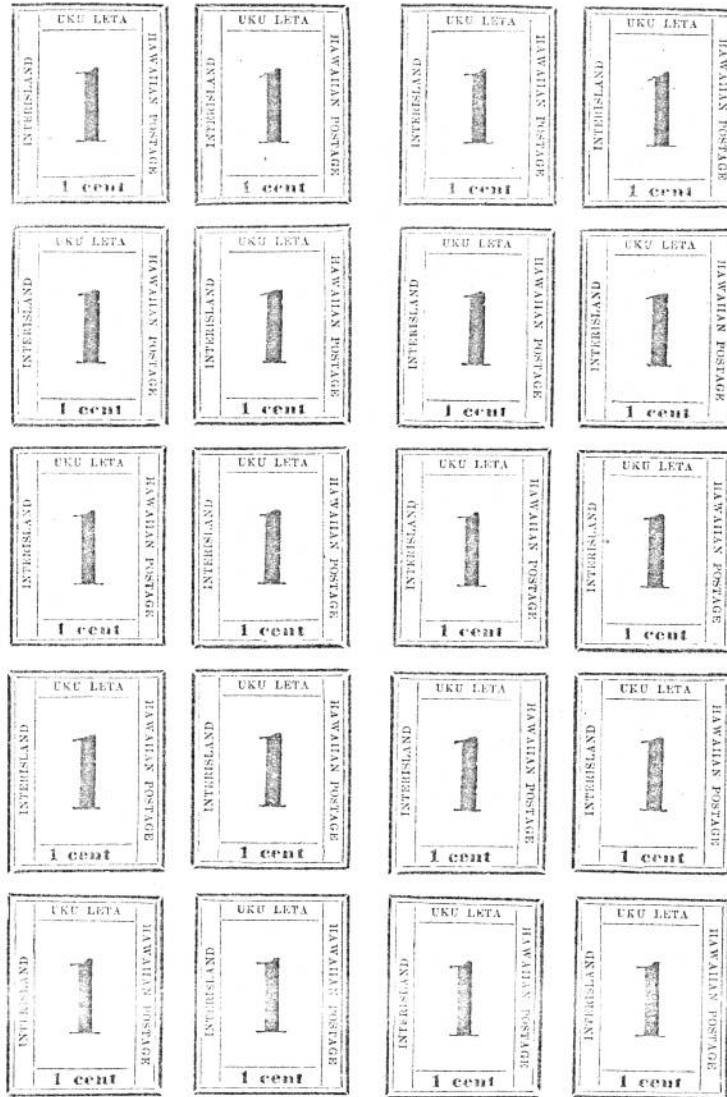 UKU LETA
INTERISLAND
1
HAWAIIAN POSTAGE
1 cent
UKU LETA
INTERISLAND
1
HAWAIIAN POSTAGE
1 cent
UKU LETA
INTERISLAND
1
HAWAIIAN POSTAGE
1 cent
UKU LETA
INTERISLAND
1
HAWAIIAN POSTAGE
1 cent
UKU LETA
INTERISLAND
1
HAWAIIAN POSTAGE
1 cent
UKU LETA
INTERISLAND
1
HAWAIIAN POSTAGE
1 cent
UKU LETA
INTERISLAND
1
HAWAIIAN POSTAGE
1 cent
UKU LETA
INTERISLAND
1
HAWAIIAN POSTAGE
1 cent
UKU LETA
INTERISLAND
1
HAWAIIAN POSTAGE
1 cent
UKU LETA
INTERISLAND
1
HAWAIIAN POSTAGE
1 cent
UKU LETA
INTERISLAND
1
HAWAIIAN POSTAGE
1 cent
UKU LETA
INTERISLAND
1
HAWAIIAN POSTAGE
1 cent
UKU LETA
INTERISLAND
1
HAWAIIAN POSTAGE
1 cent
UKU LETA
INTERISLAND
1
HAWAIIAN POSTAGE
1 cent
UKU LETA
INTERISLAND
1
HAWAIIAN POSTAGE
1 cent
UKU LETA
INTERISLAND
1
HAWAIIAN POSTAGE
1 cent
UKU LETA
INTERISLAND
1
HAWAIIAN POSTAGE
1 cent
UKU LETA
INTERISLAND
1
HAWAIIAN POSTAGE
1 cent
UKU LETA
INTERISLAND
1
HAWAIIAN POSTAGE
1 cent
UKU LETA
INTERISLAND
1
HAWAIIAN POSTAGE
1 cent